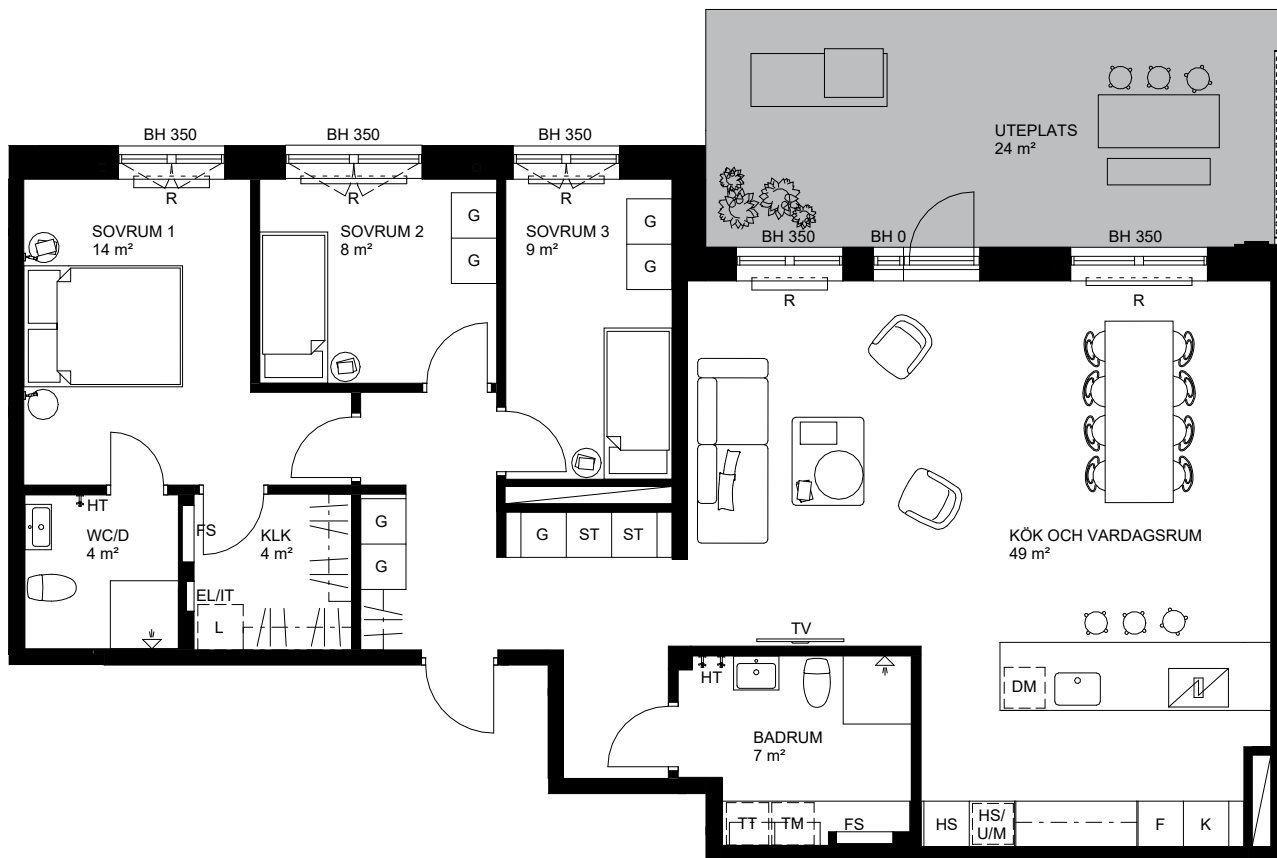 UTEPLATS
24 m²
BH 350
BH 350
BH 350
R
R
R
SOVRUM 1
14 m²
SOVRUM 2
8 m²
G
G
SOVRUM 3
9 m²
G
G
BH 350
BH 0
BH 350
R
R
HT
WC/D
4 m²
FS
KLK
4 m²
EL/IT
L
G
G
G
ST
ST
KÖK OCH VARDAGSRUM
49 m²
TV
HT
BADRUM
7 m²
DM
TT
TM
FS
HS
HS/
U/M
F
K